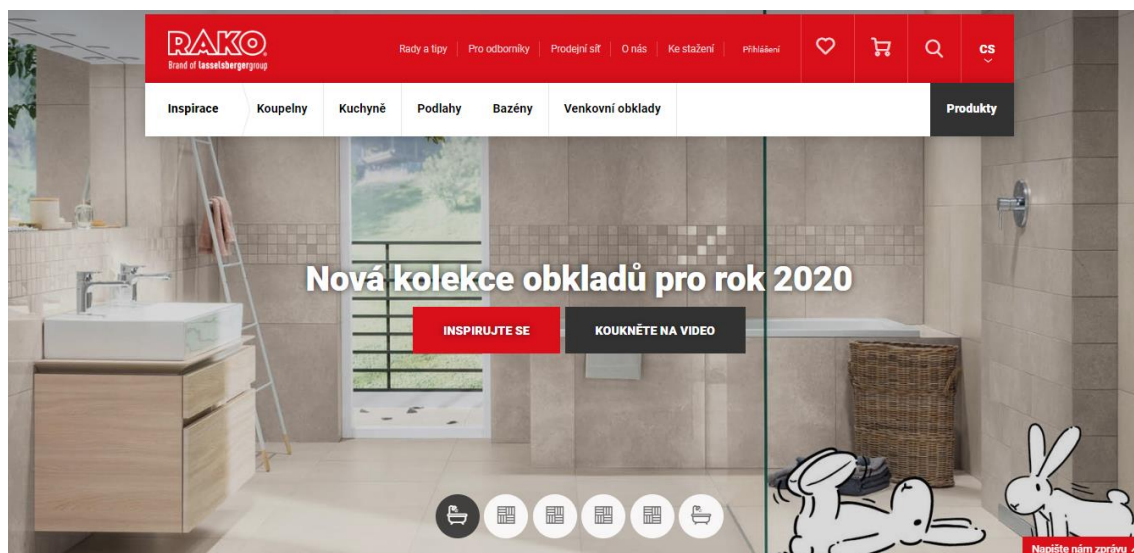 RAKO
Brand of lasselsbergergroup
Rady a tipy
Pro odborníky
Prodejní síť
O nás
Ke stažení
Přihlášení
CS
Inspirace
Koupelny
Kuchyně
Podlahy
Bazény
Venkovní obklady
Produkty
Nová kolekce obkladů pro rok 2020
INSPIRUJTE SE
KOUKNĚTE NA VIDEO
Napište nám zprávu